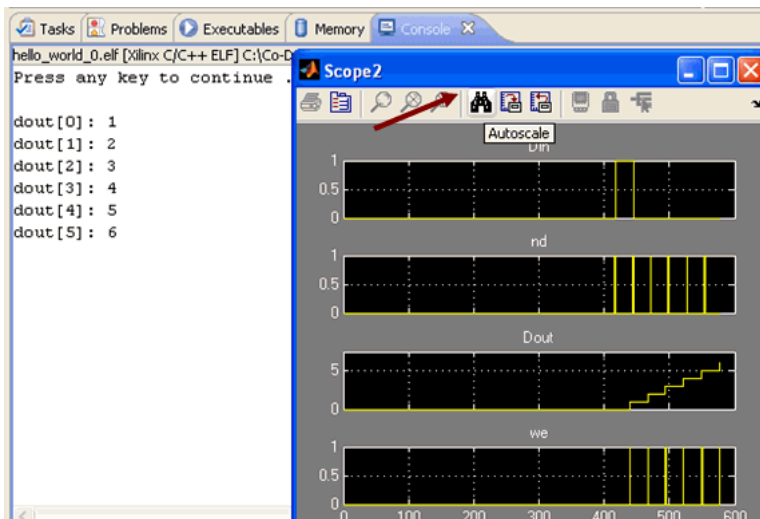 Tasks Problems Executables Memory Console
hello_world_0.elf [Xilinx C/C++ ELF] C:\Co-D
Press any key to continue .
dout[0]: 1
dout[1]: 2
dout[2]: 3
dout[3]: 4
dout[4]: 5
dout[5]: 6
Scope2
Autoscale
Din
1
0.5
0
nd
1
0.5
0
Dout
5
0
we
1
0.5
0
0 100 200 300 400 500 600